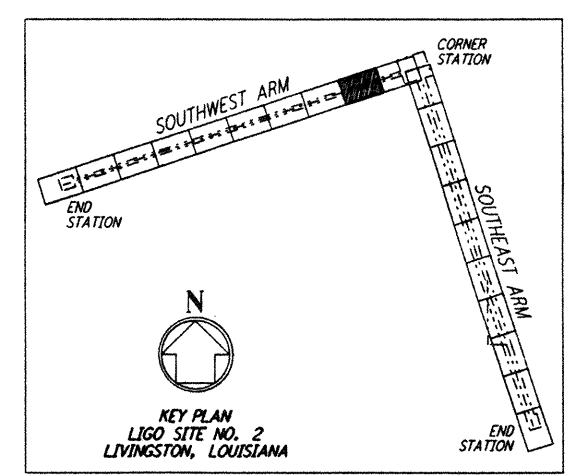 CORNER
STATION
SOUTHWEST ARM
END
STATION
SOUTHEAST ARM
N
KEY PLAN
LIGO SITE NO. 2
LIVINGSTON, LOUISIANA
END
STATION